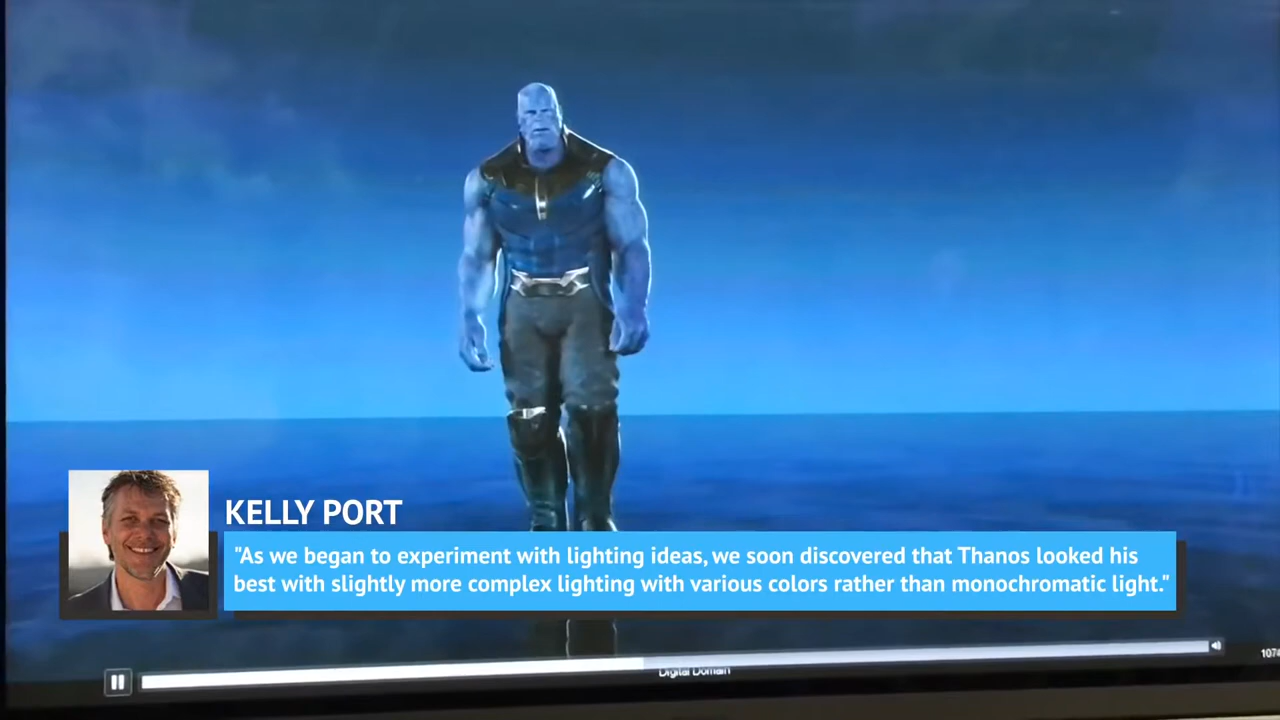 KELLY PORT
"As we began to experiment with lighting ideas, we soon discovered that Thanos looked his
best with slightly more complex lighting with various colors rather than monochromatic light."
Digital Domain